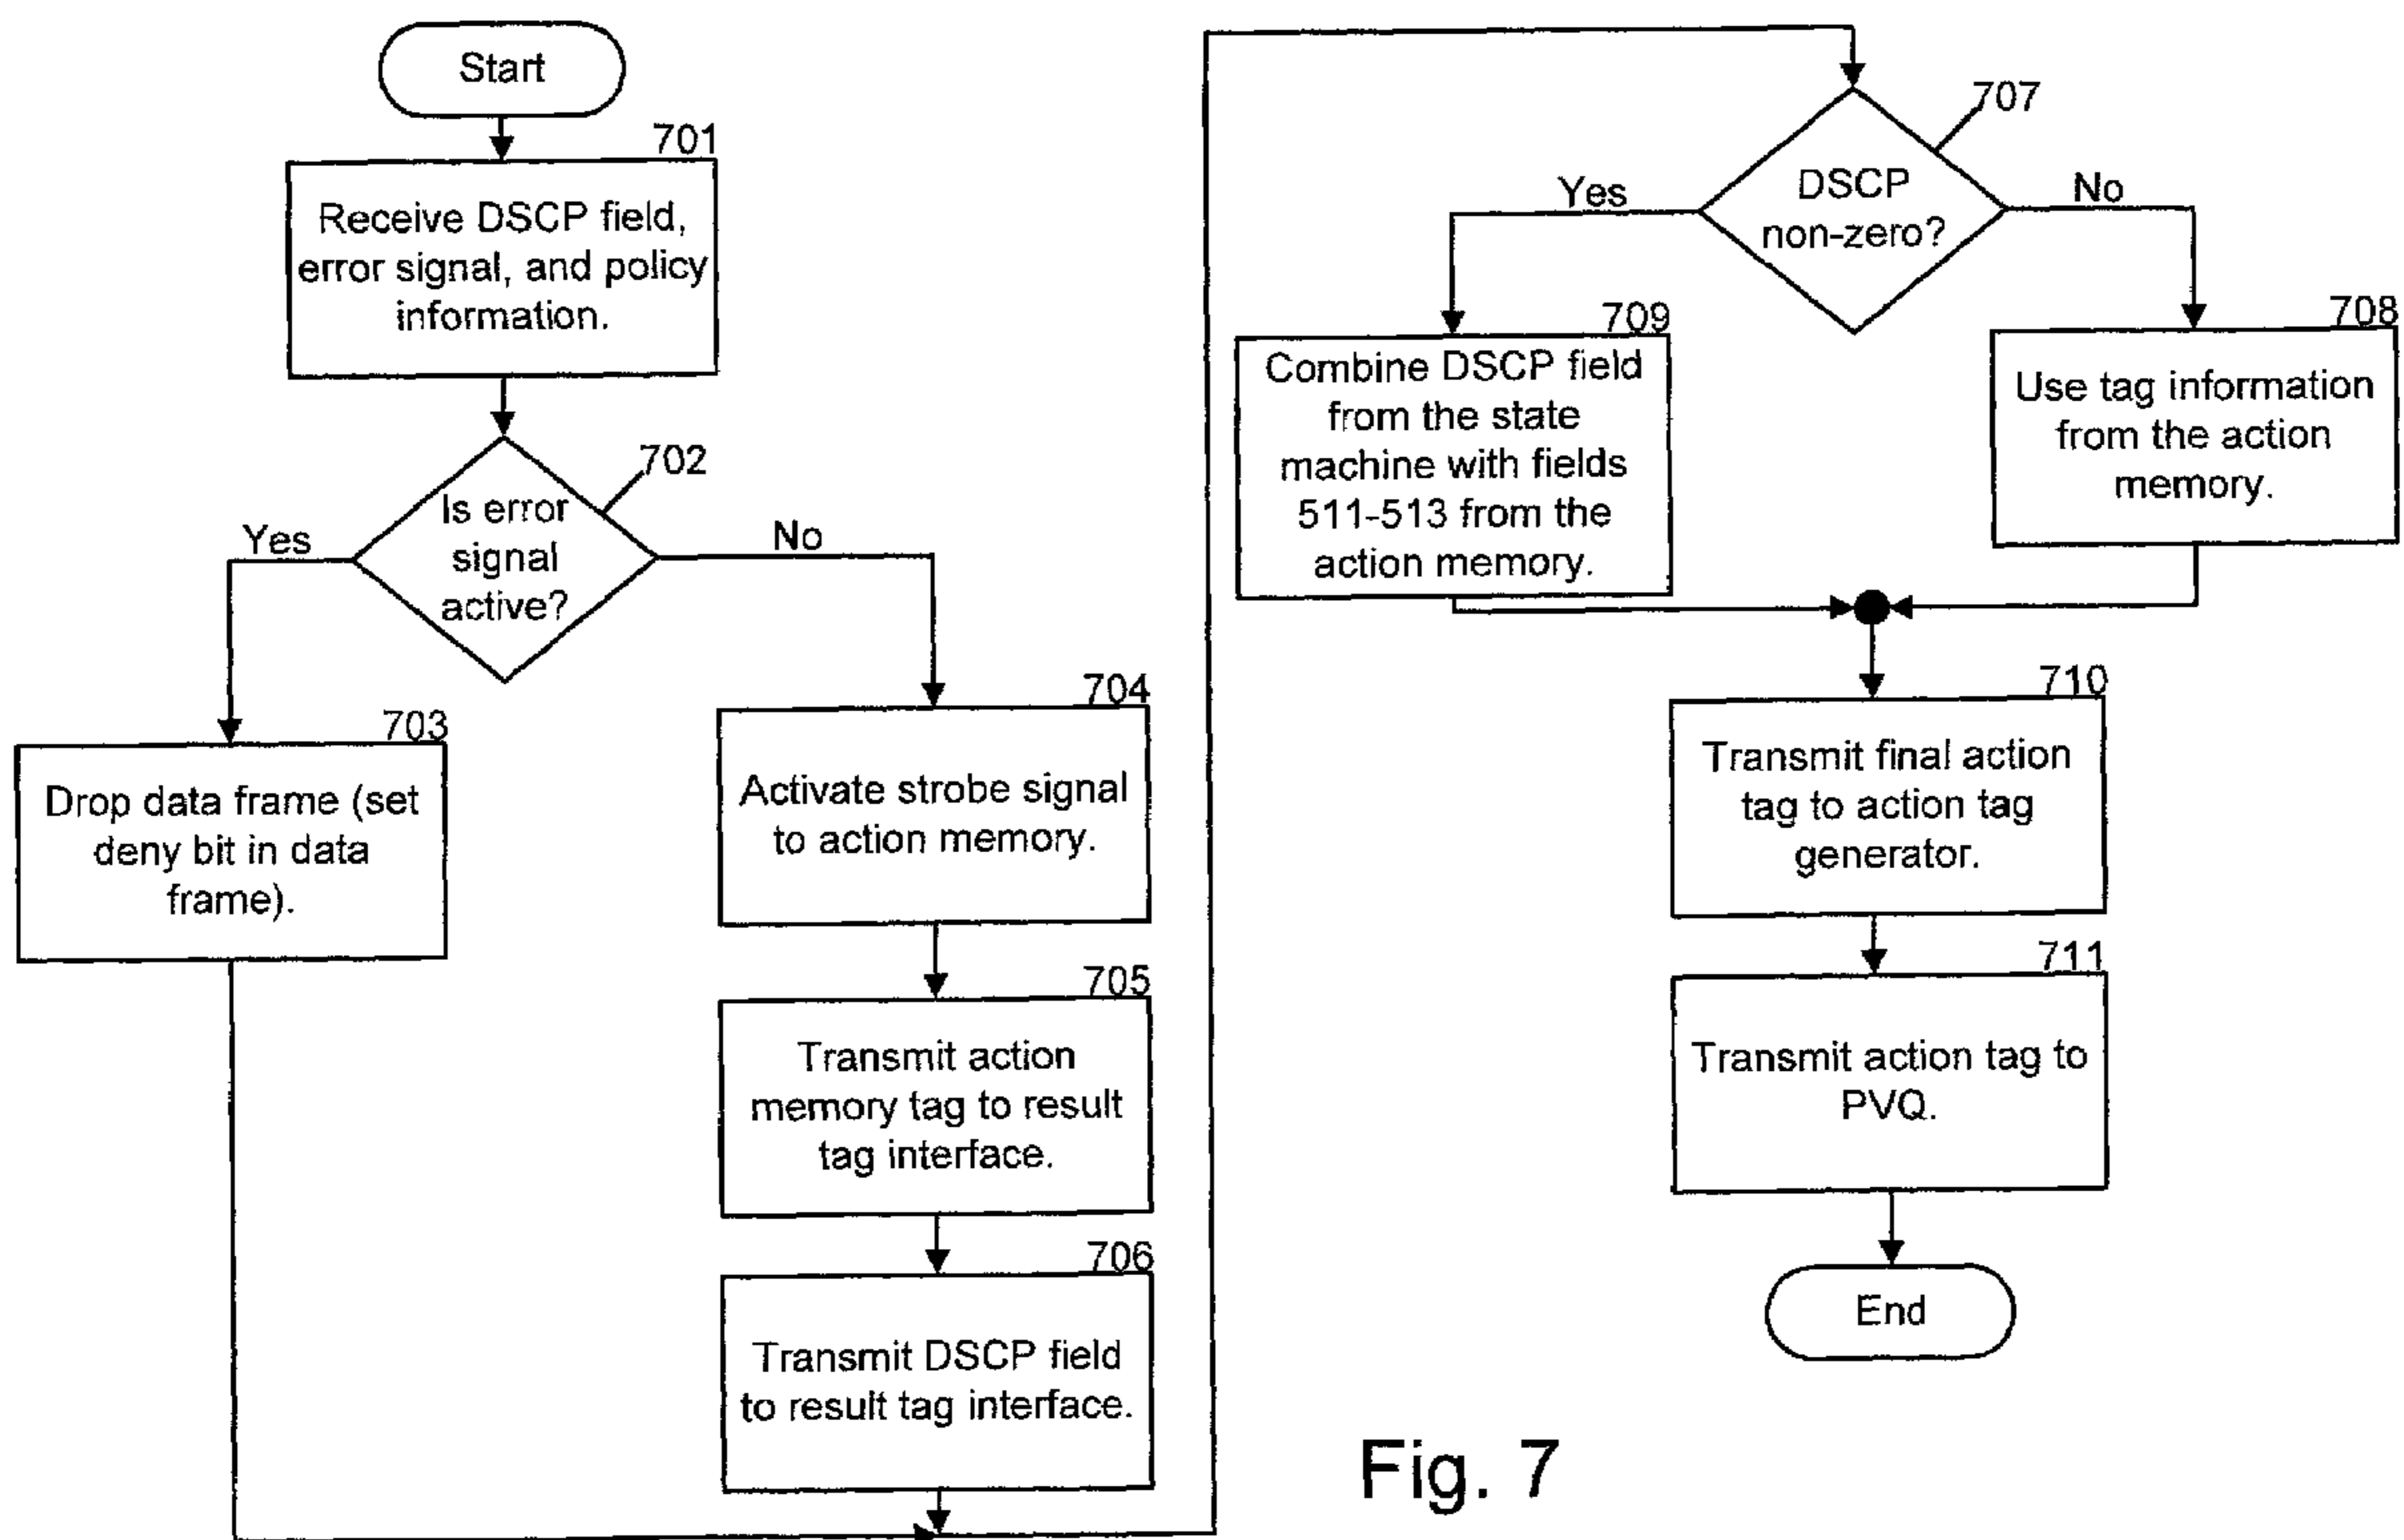 Start
701
Receive DSCP field,
error signal, and policy
information.
702
Is error
signal
active?
Yes
No
703
Drop data frame (set
deny bit in data
frame).
704
Activate strobe signal
to action memory.
705
Transmit action
memory tag to result
tag interface.
706
Transmit DSCP field
to result tag interface.
707
DSCP
non-zero?
Yes
No
709
Combine DSCP field
from the state
machine with fields
511-513 from the
action memory.
708
Use tag information
from the action
memory.
710
Transmit final action
tag to action tag
generator.
711
Transmit action tag to
PVQ.
End
Fig. 7